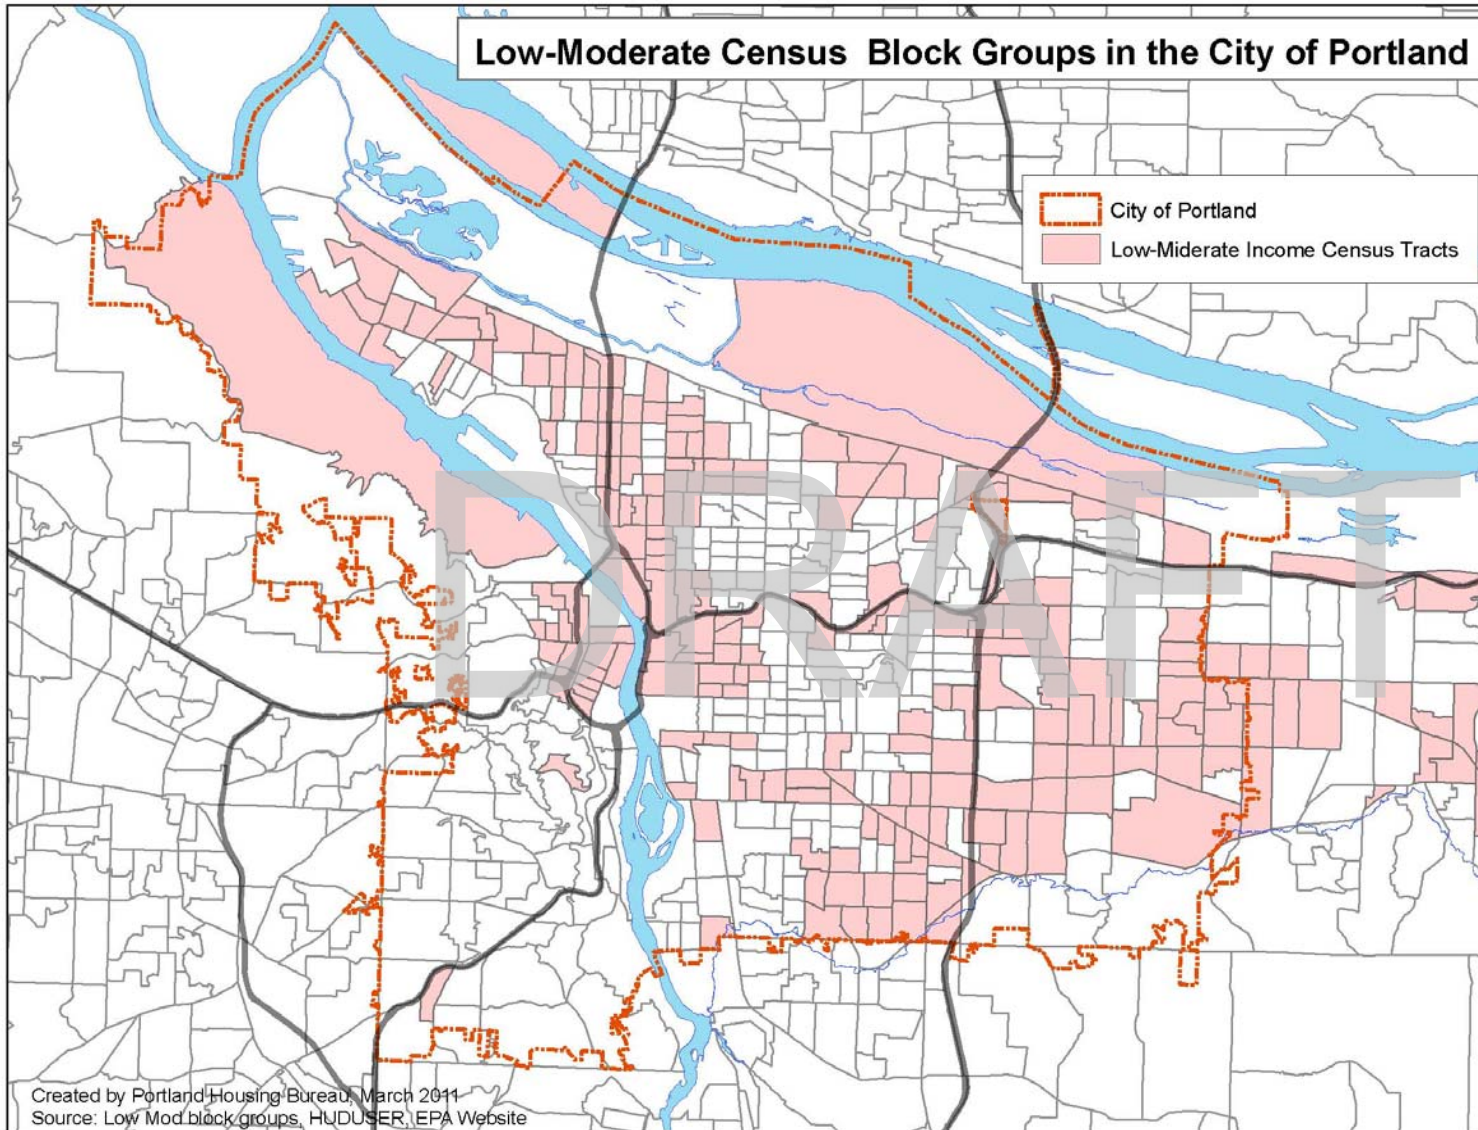 Low-Moderate Census  Block Groups in the City of Portland
City of Portland
Low-Miderate Income Census Tracts
DRAFT
Created by Portland Housing Bureau, March 2011
Source: Low Mod block groups, HUDUSER, EPA Website